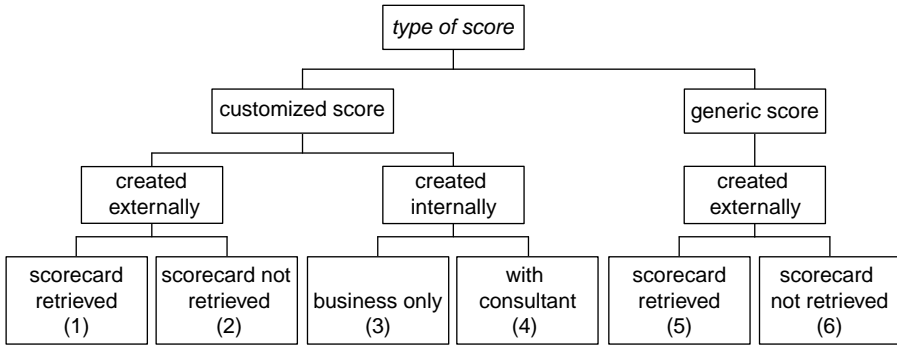 type of score
customized score
generic score
created
externally
created
internally
created
externally
scorecard
retrieved
(1)
scorecard not
retrieved
(2)
business only
(3)
with
consultant
(4)
scorecard
retrieved
(5)
scorecard
not retrieved
(6)